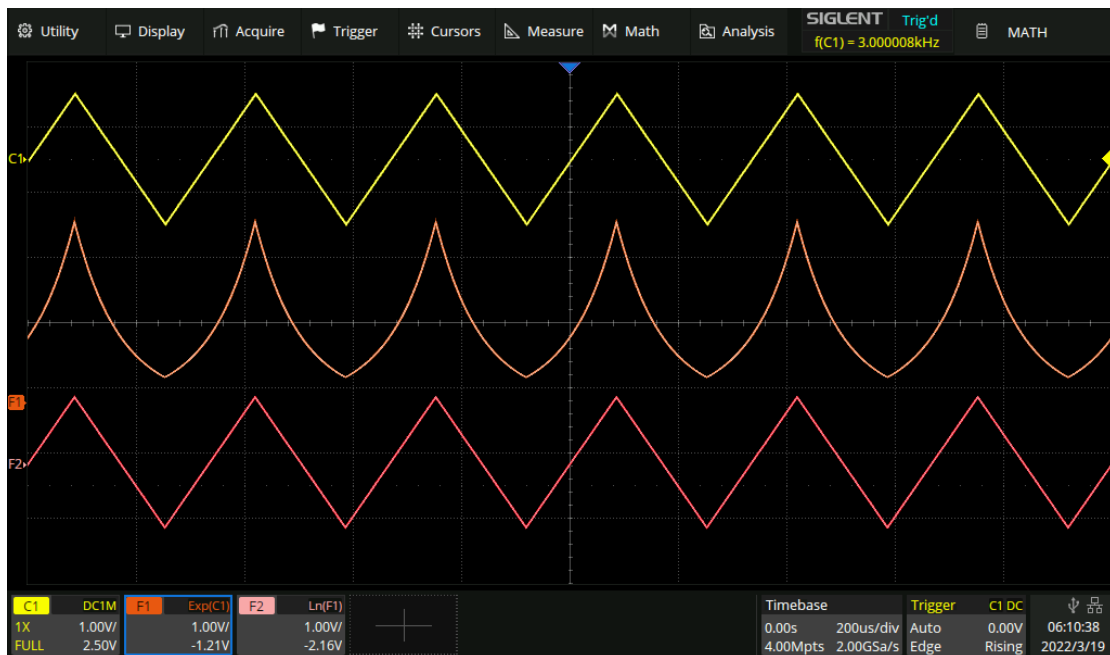 Utility Display Acquire Trigger Cursors Measure Math Analysis
SIGLENT Trig'd
f(C1) = 3.000008kHz
MATH
C1
F1
F2
C1 DC1M
1X 1.00V/
FULL 2.50V
F1 Exp(C1)
1.00V/
-1.21V
F2 Ln(F1)
1.00V/
-2.16V
Timebase
0.00s 200us/div
4.00Mpts 2.00GSa/s
Trigger C1 DC
Auto 0.00V
Edge Rising
06:10:38
2022/3/19